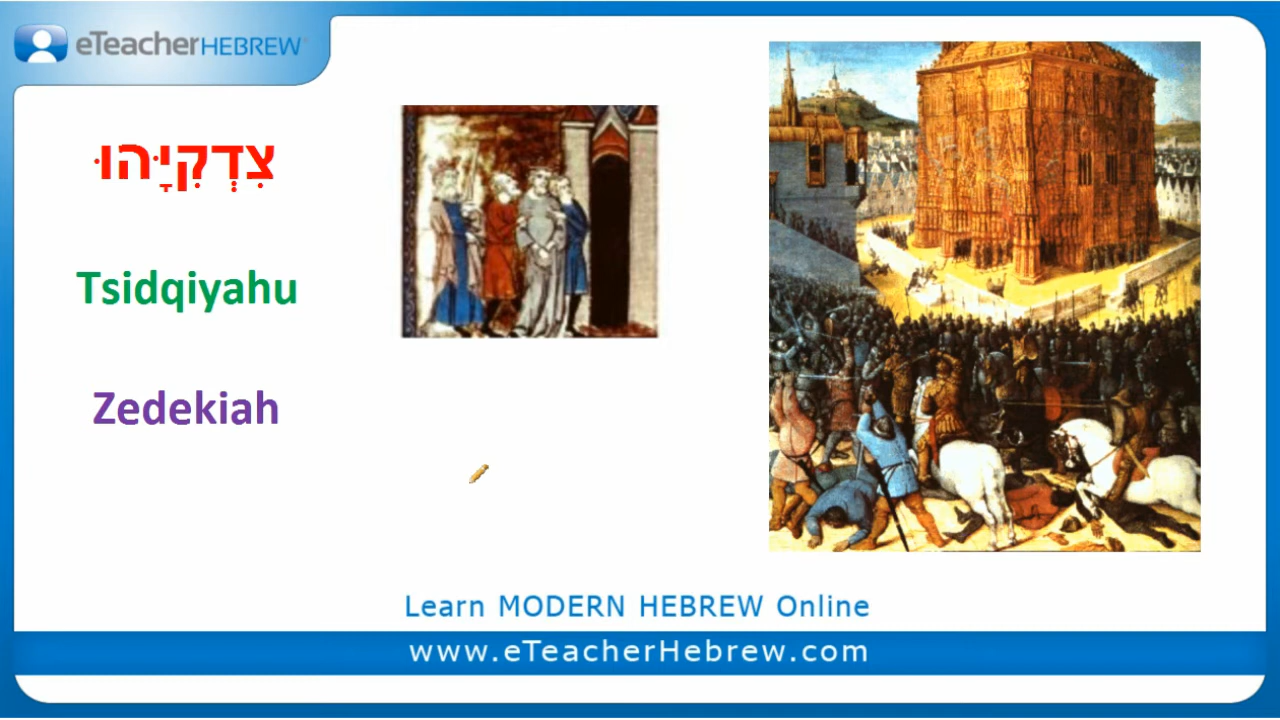 eTeacherHEBREW
צִדְקִיָּהוּ
Tsidqiyahu
Zedekiah
Learn MODERN HEBREW Online
www.eTeacherHebrew.com